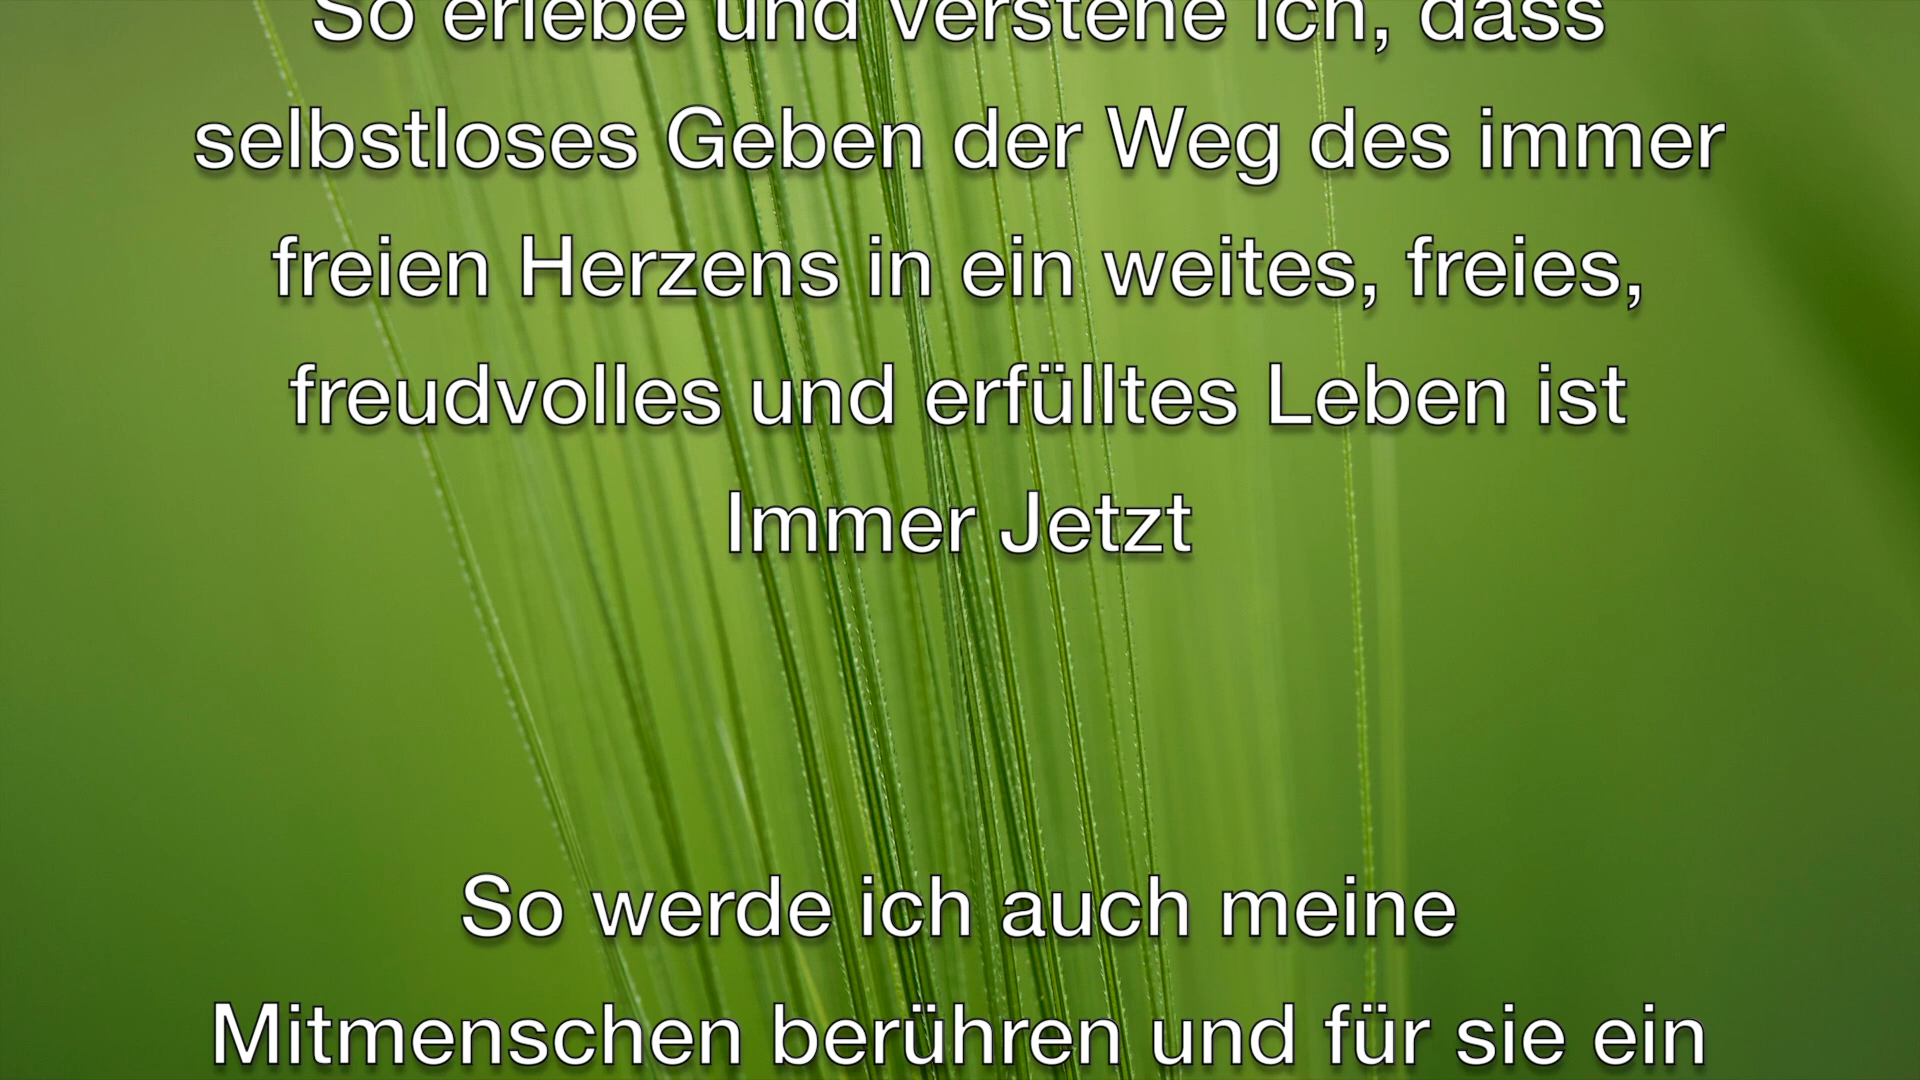 So erlebe und verstehe ich, dass
selbstloses Geben der Weg des immer
freien Herzens in ein weites, freies,
freudvolles und erfülltes Leben ist
Immer Jetzt
So werde ich auch meine
Mitmenschen berühren und für sie ein